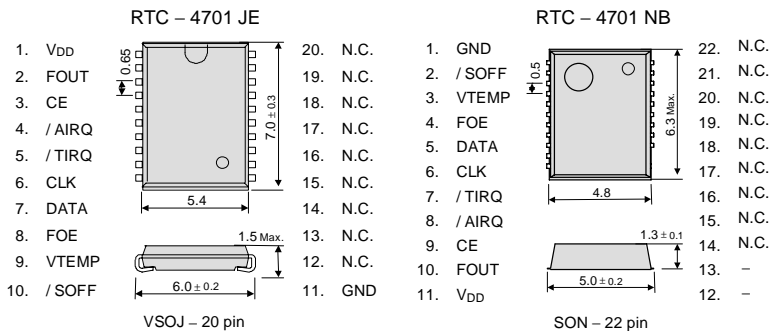 RTC – 4701 JE
1. VDD
2. FOUT
3. CE
4. / AIRQ
5. / TIRQ
6. CLK
7. DATA
8. FOE
9. VTEMP
10. / SOFF
0.65
7.0 ± 0.3
5.4
1.5 Max.
6.0 ± 0.2
20. N.C.
19. N.C.
18. N.C.
17. N.C.
16. N.C.
15. N.C.
14. N.C.
13. N.C.
12. N.C.
11. GND
VSOJ – 20 pin
RTC – 4701 NB
1. GND
2. / SOFF
3. VTEMP
4. FOE
5. DATA
6. CLK
7. / TIRQ
8. / AIRQ
9. CE
10. FOUT
11. VDD
0.5
6.3 Max.
4.8
1.3 ± 0.1
5.0 ± 0.2
22. N.C.
21. N.C.
20. N.C.
19. N.C.
18. N.C.
17. N.C.
16. N.C.
15. N.C.
14. N.C.
13. –
12. –
SON – 22 pin